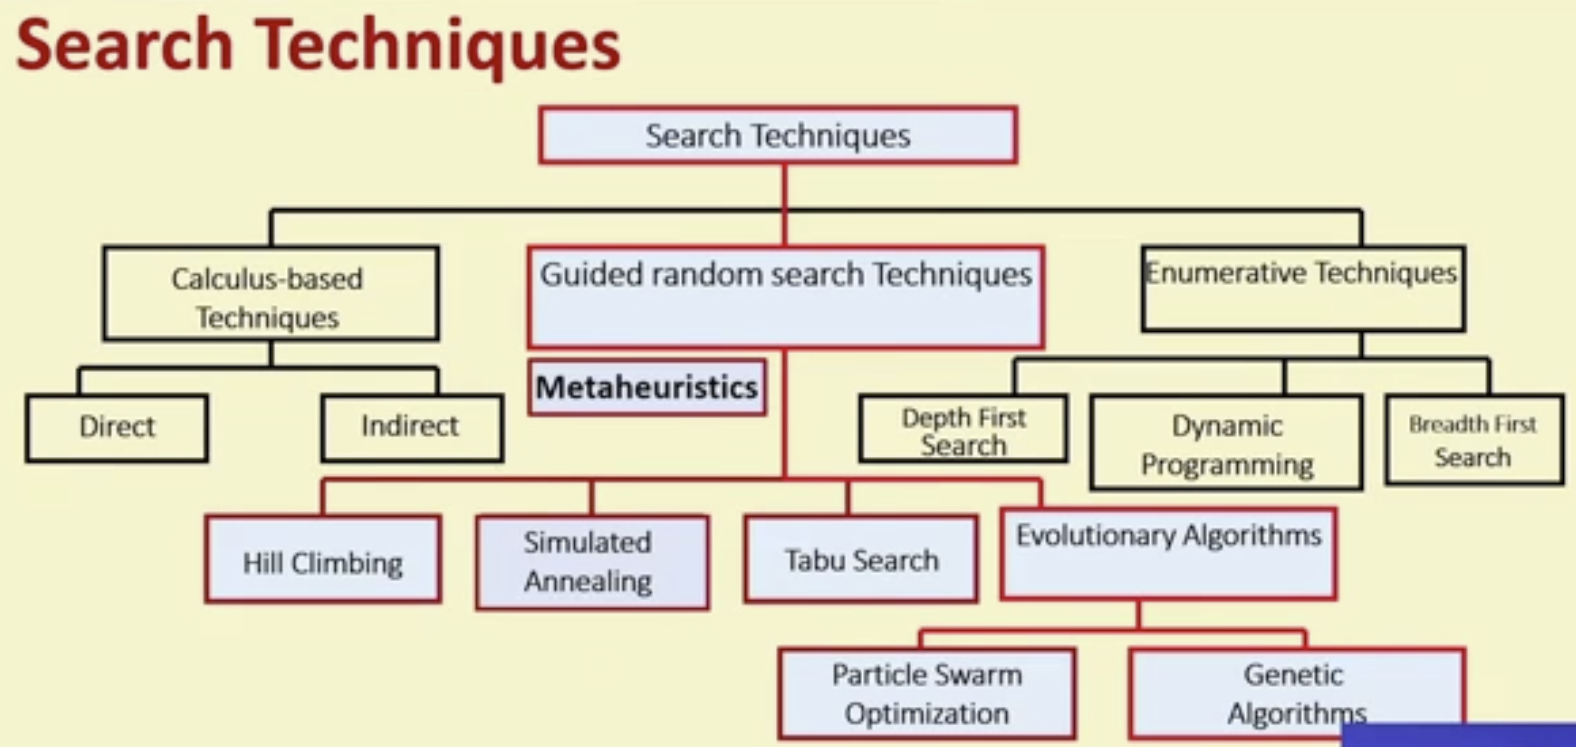 Search Techniques
Search Techniques
Calculus-based
Techniques
Guided random search Techniques
Enumerative Techniques
Metaheuristics
Direct
Indirect
Depth First
Search
Dynamic
Programming
Breadth First
Search
Hill Climbing
Simulated
Annealing
Tabu Search
Evolutionary Algorithms
Particle Swarm
Optimization
Genetic
Algorithms